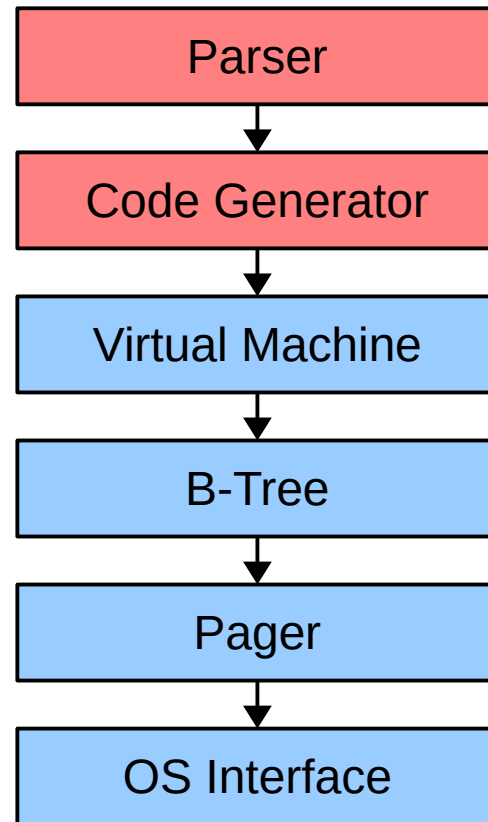 Parser
Code Generator
Virtual Machine
B-Tree
Pager
OS Interface